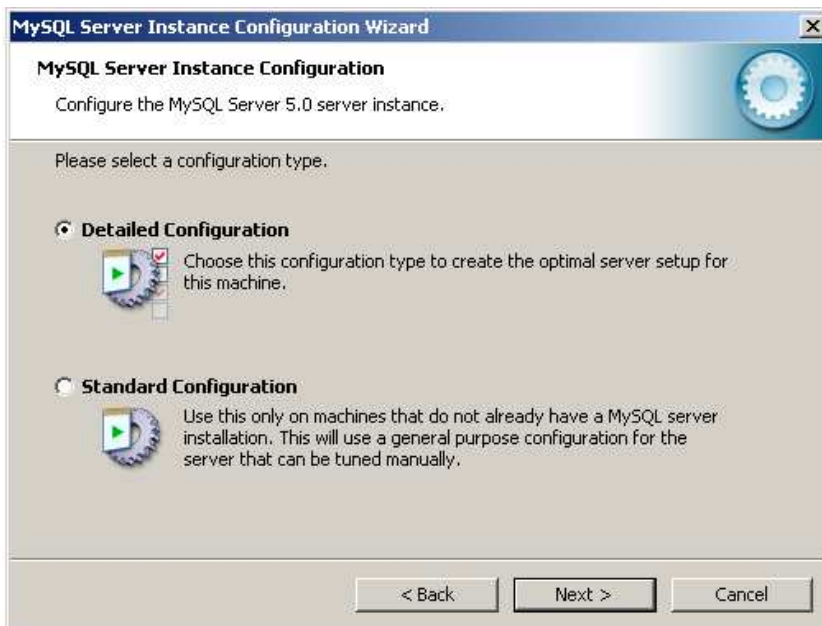 MySQL Server Instance Configuration Wizard
MySQL Server Instance Configuration
Configure the MySQL Server 5.0 server instance.
Please select a configuration type.
Detailed Configuration
Choose this configuration type to create the optimal server setup for
this machine.
Standard Configuration
Use this only on machines that do not already have a MySQL server
installation. This will use a general purpose configuration for the
server that can be tuned manually.
< Back Next > Cancel